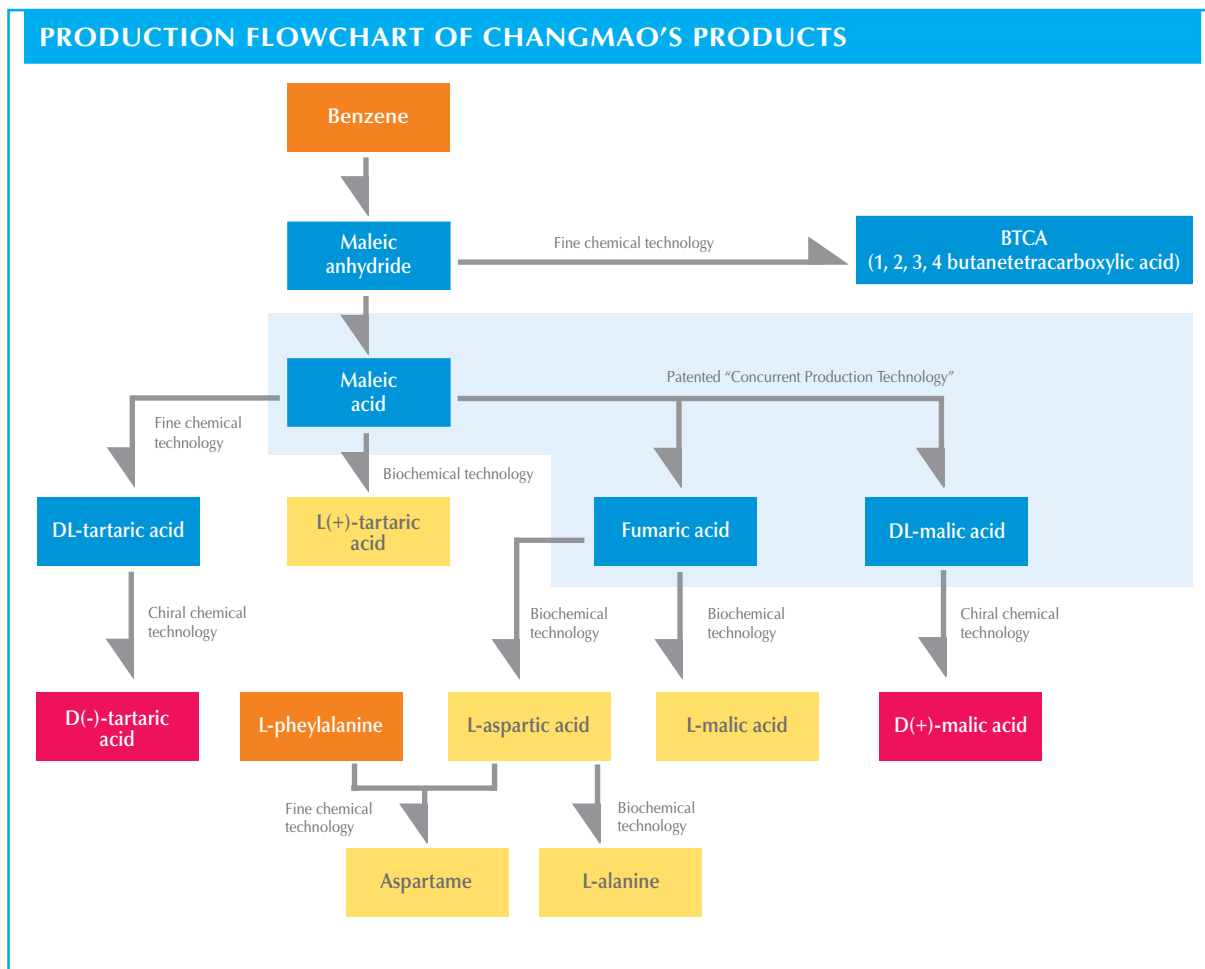 PRODUCTION FLOWCHART OF CHANGMAO’S PRODUCTS
Benzene
Maleic
anhydride
Fine chemical technology
BTCA
(1, 2, 3, 4 butanetetracarboxylic acid)
Maleic
acid
Patented “Concurrent Production Technology”
Fine chemical
technology
Biochemical technology
DL-tartaric acid
L(+)-tartaric
acid
Fumaric acid
DL-malic acid
Chiral chemical
technology
Biochemical
technology
Biochemical
technology
Chiral chemical
technology
D(-)-tartaric
acid
L-pheylalanine
L-aspartic acid
L-malic acid
D(+)-malic acid
Fine chemical
technology
Biochemical
technology
Aspartame
L-alanine